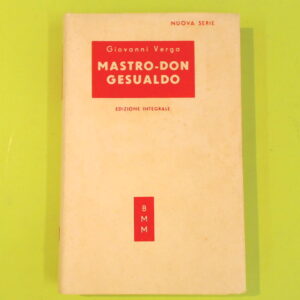 NUOVA SERIE
Giovanni Verga
MASTRO-DON
GESUALDO
EDIZIONE INTEGRALE
B
M
M